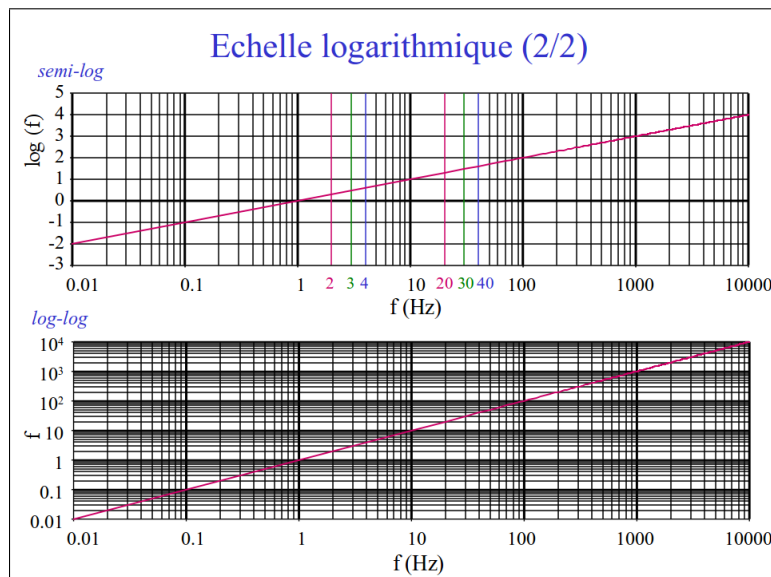 Echelle logarithmique (2/2)
semi-log
5
4
3
2
1
0
-1
-2
-3
log (f)
0.01 0.1 1 2 3 4 10 20 30 40 100 1000 10000
f (Hz)
log-log
10⁴
10³
10²
10
1
0.1
0.01
f
0.01 0.1 1 10 100 1000 10000
f (Hz)